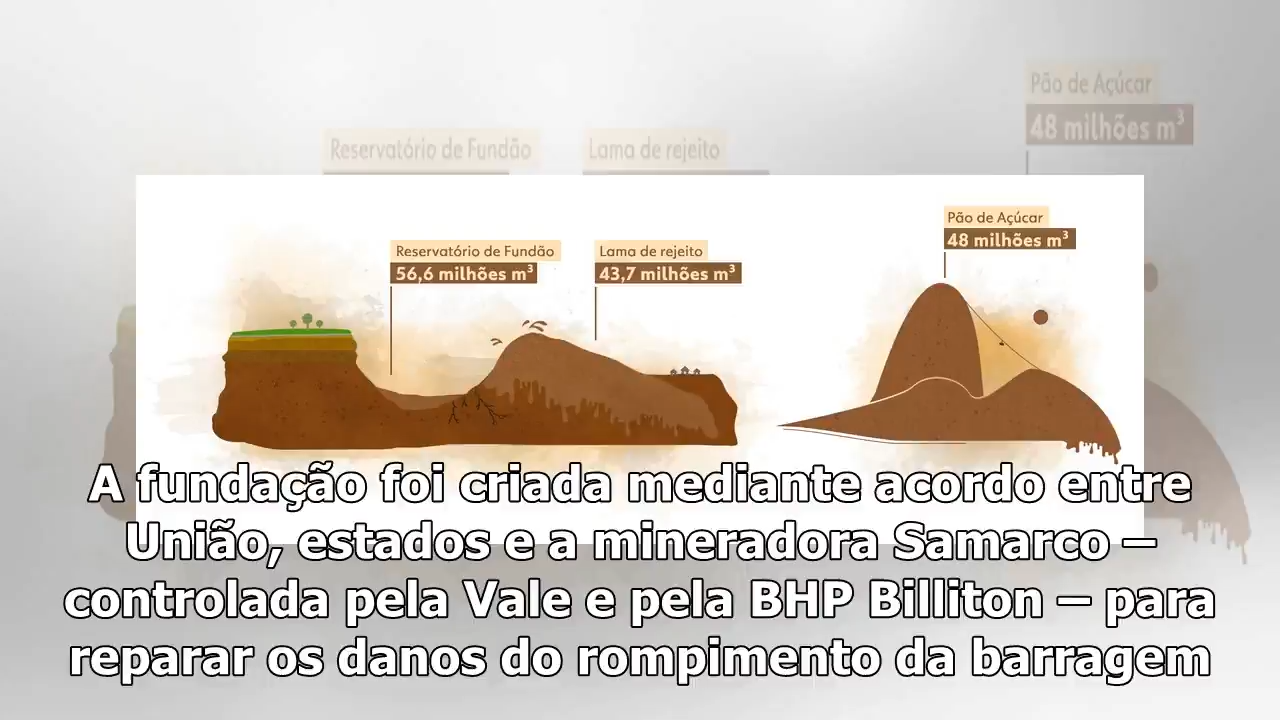 Pão de Açúcar
48 milhões m³
Reservatório de Fundão
Lama de rejeito
Pão de Açúcar
48 milhões m³
Reservatório de Fundão
56,6 milhões m³
Lama de rejeito
43,7 milhões m³
A fundação foi criada mediante acordo entre
União, estados e a mineradora Samarco –
controlada pela Vale e pela BHP Billiton – para
reparar os danos do rompimento da barragem